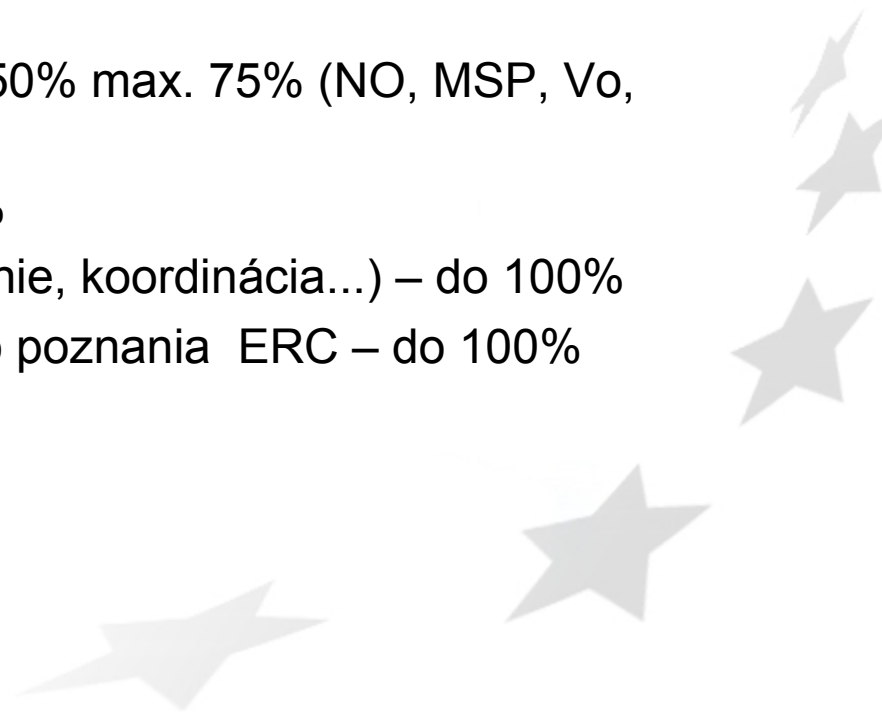 50% max. 75% (NO, MSP, Vo,
nie, koordinácia...) – do 100%
poznania ERC – do 100%